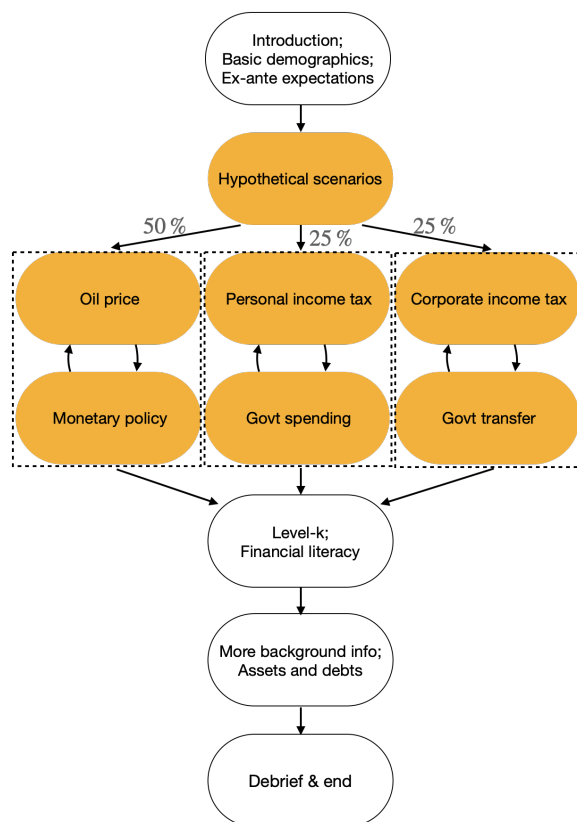 Introduction;
Basic demographics;
Ex-ante expectations
Hypothetical scenarios
50 %
25 %
25 %
Oil price
Personal income tax
Corporate income tax
Monetary policy
Govt spending
Govt transfer
Level-k;
Financial literacy
More background info;
Assets and debts
Debrief & end